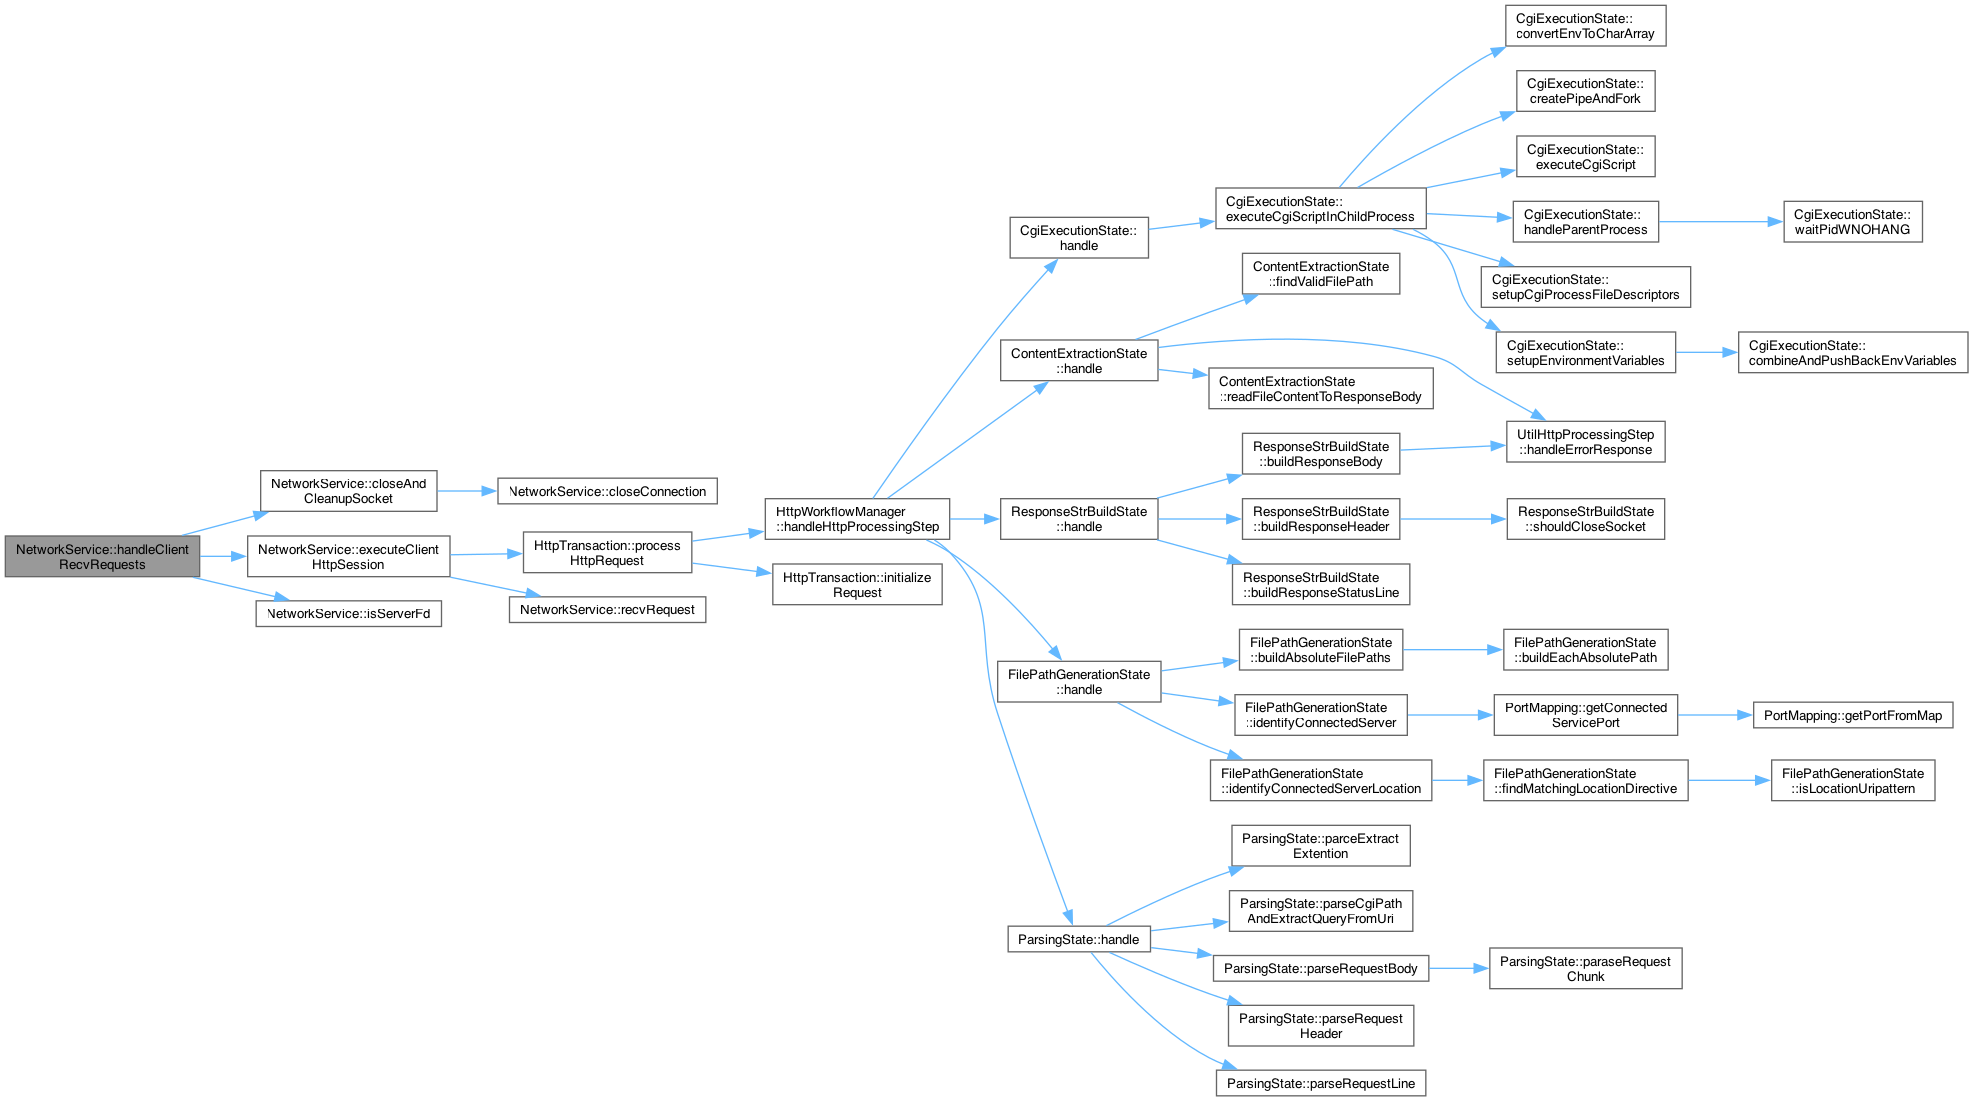 NetworkService::handleClient
RecvRequests
NetworkService::closeAnd
CleanupSocket
NetworkService::closeConnection
NetworkService::executeClient
HttpSession
HttpTransaction::process
HttpRequest
HttpWorkflowManager
::handleHttpProcessingStep
CgiExecutionState::
handle
CgiExecutionState::
executeCgiScriptInChildProcess
CgiExecutionState::
convertEnvToCharArray
CgiExecutionState::
createPipeAndFork
CgiExecutionState::
executeCgiScript
CgiExecutionState::
handleParentProcess
CgiExecutionState::
waitPidWNOHANG
CgiExecutionState::
setupCgiProcessFileDescriptors
CgiExecutionState::
setupEnvironmentVariables
CgiExecutionState::
combineAndPushBackEnvVariables
ContentExtractionState
::handle
ContentExtractionState
::findValidFilePath
ContentExtractionState
::readFileContentToResponseBody
UtilHttpProcessingStep
::handleErrorResponse
ResponseStrBuildState
::handle
ResponseStrBuildState
::buildResponseBody
ResponseStrBuildState
::buildResponseHeader
ResponseStrBuildState
::shouldCloseSocket
ResponseStrBuildState
::buildResponseStatusLine
FilePathGenerationState
::handle
FilePathGenerationState
::buildAbsoluteFilePaths
FilePathGenerationState
::buildEachAbsolutePath
FilePathGenerationState
::identifyConnectedServer
PortMapping::getConnected
ServicePort
PortMapping::getPortFromMap
FilePathGenerationState
::identifyConnectedServerLocation
FilePathGenerationState
::findMatchingLocationDirective
FilePathGenerationState
::isLocationUripattern
ParsingState::handle
ParsingState::parceExtract
Extention
ParsingState::parseCgiPath
AndExtractQueryFromUri
ParsingState::parseRequestBody
ParsingState::paraseRequest
Chunk
ParsingState::parseRequest
Header
ParsingState::parseRequestLine
HttpTransaction::initialize
Request
NetworkService::recvRequest
NetworkService::isServerFd